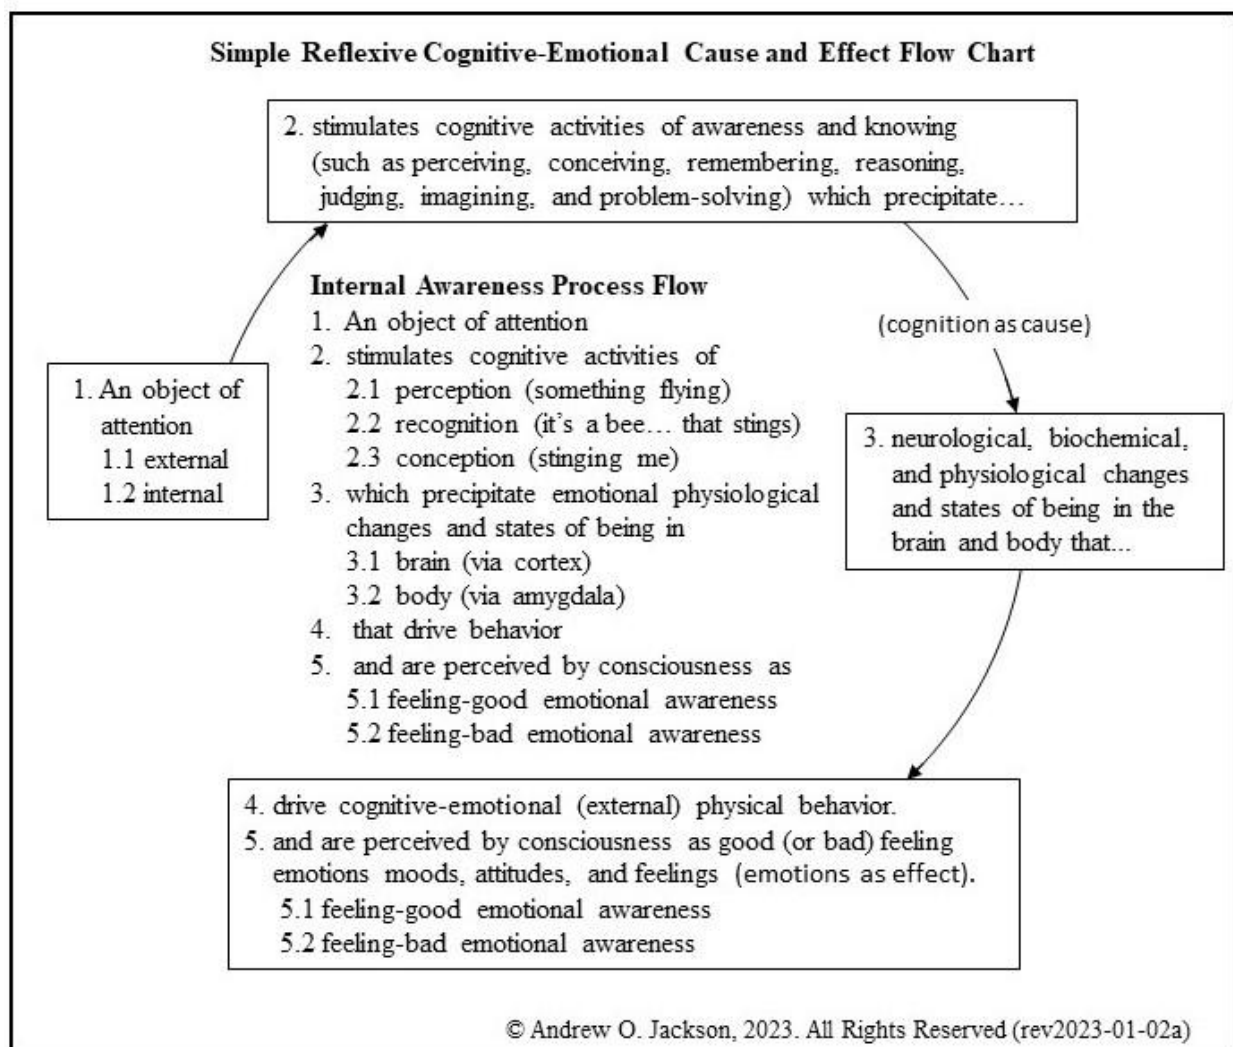 Simple Reflexive Cognitive-Emotional Cause and Effect Flow Chart
2. stimulates cognitive activities of awareness and knowing
(such as perceiving, conceiving, remembering, reasoning,
judging, imagining, and problem-solving) which precipitate…
(cognition as cause)
1. An object of
attention
1.1 external
1.2 internal
Internal Awareness Process Flow
1. An object of attention
2. stimulates cognitive activities of
2.1 perception (something flying)
2.2 recognition (it's a bee… that stings)
2.3 conception (stinging me)
3. which precipitate emotional physiological
changes and states of being in
3.1 brain (via cortex)
3.2 body (via amygdala)
4. that drive behavior
5. and are perceived by consciousness as
5.1 feeling-good emotional awareness
5.2 feeling-bad emotional awareness
3. neurological, biochemical,
and physiological changes
and states of being in the
brain and body that...
4. drive cognitive-emotional (external) physical behavior.
5. and are perceived by consciousness as good (or bad) feeling
emotions moods, attitudes, and feelings (emotions as effect).
5.1 feeling-good emotional awareness
5.2 feeling-bad emotional awareness
© Andrew O. Jackson, 2023. All Rights Reserved (rev2023-01-02a)